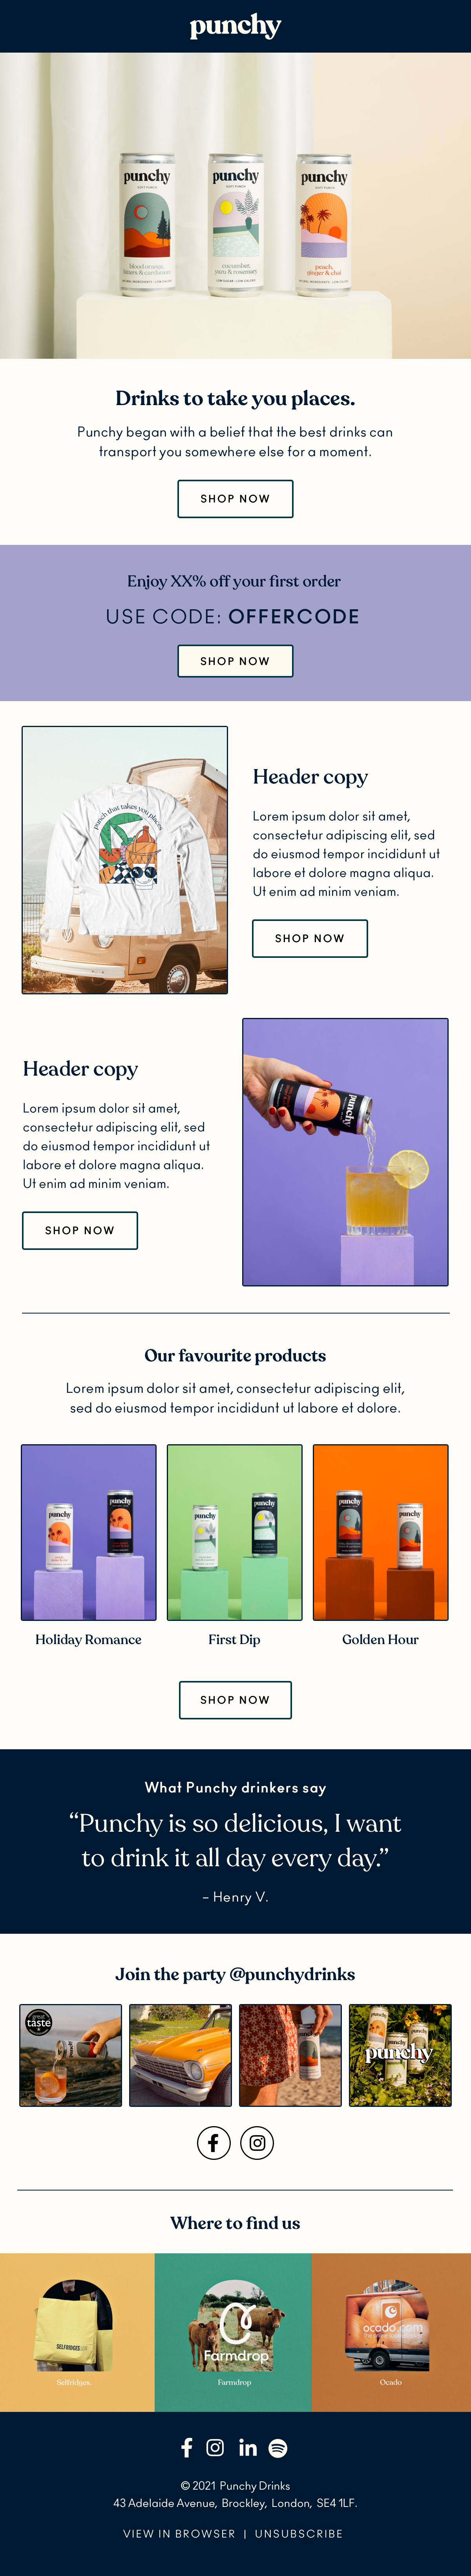 punchy
punchy
SOFT PUNCH
blood orange,
bitters & cardamom
punchy
SOFT PUNCH
cucumber,
yuzu & rosemary
punchy
SOFT PUNCH
peach,
ginger & chai
Drinks to take you places.
Punchy began with a belief that the best drinks can
transport you somewhere else for a moment.
SHOP NOW
Enjoy XX% off your first order
USE CODE: OFFERCODE
SHOP NOW
punch that takes you places
Header copy
Lorem ipsum dolor sit amet,
consectetur adipiscing elit, sed
do eiusmod tempor incididunt ut
labore et dolore magna aliqua.
Ut enim ad minim veniam.
SHOP NOW
Header copy
Lorem ipsum dolor sit amet,
consectetur adipiscing elit, sed
do eiusmod tempor incididunt ut
labore et dolore magna aliqua.
Ut enim ad minim veniam.
SHOP NOW
punchy
Our favourite products
Lorem ipsum dolor sit amet, consectetur adipiscing elit,
sed do eiusmod tempor incididunt ut labore et dolore.
punchy
punchy
punchy
punchy
punchy
punchy
Holiday Romance
First Dip
Golden Hour
SHOP NOW
What Punchy drinkers say
“Punchy is so delicious, I want
to drink it all day every day.”
– Henry V.
Join the party @punchydrinks
great
taste
punchy
Where to find us
SELFRIDGES
Farmdrop
ocado.com
Selfridges.
Farmdrop
Ocado
© 2021 Punchy Drinks
43 Adelaide Avenue, Brockley, London, SE4 1LF.
VIEW IN BROWSER | UNSUBSCRIBE